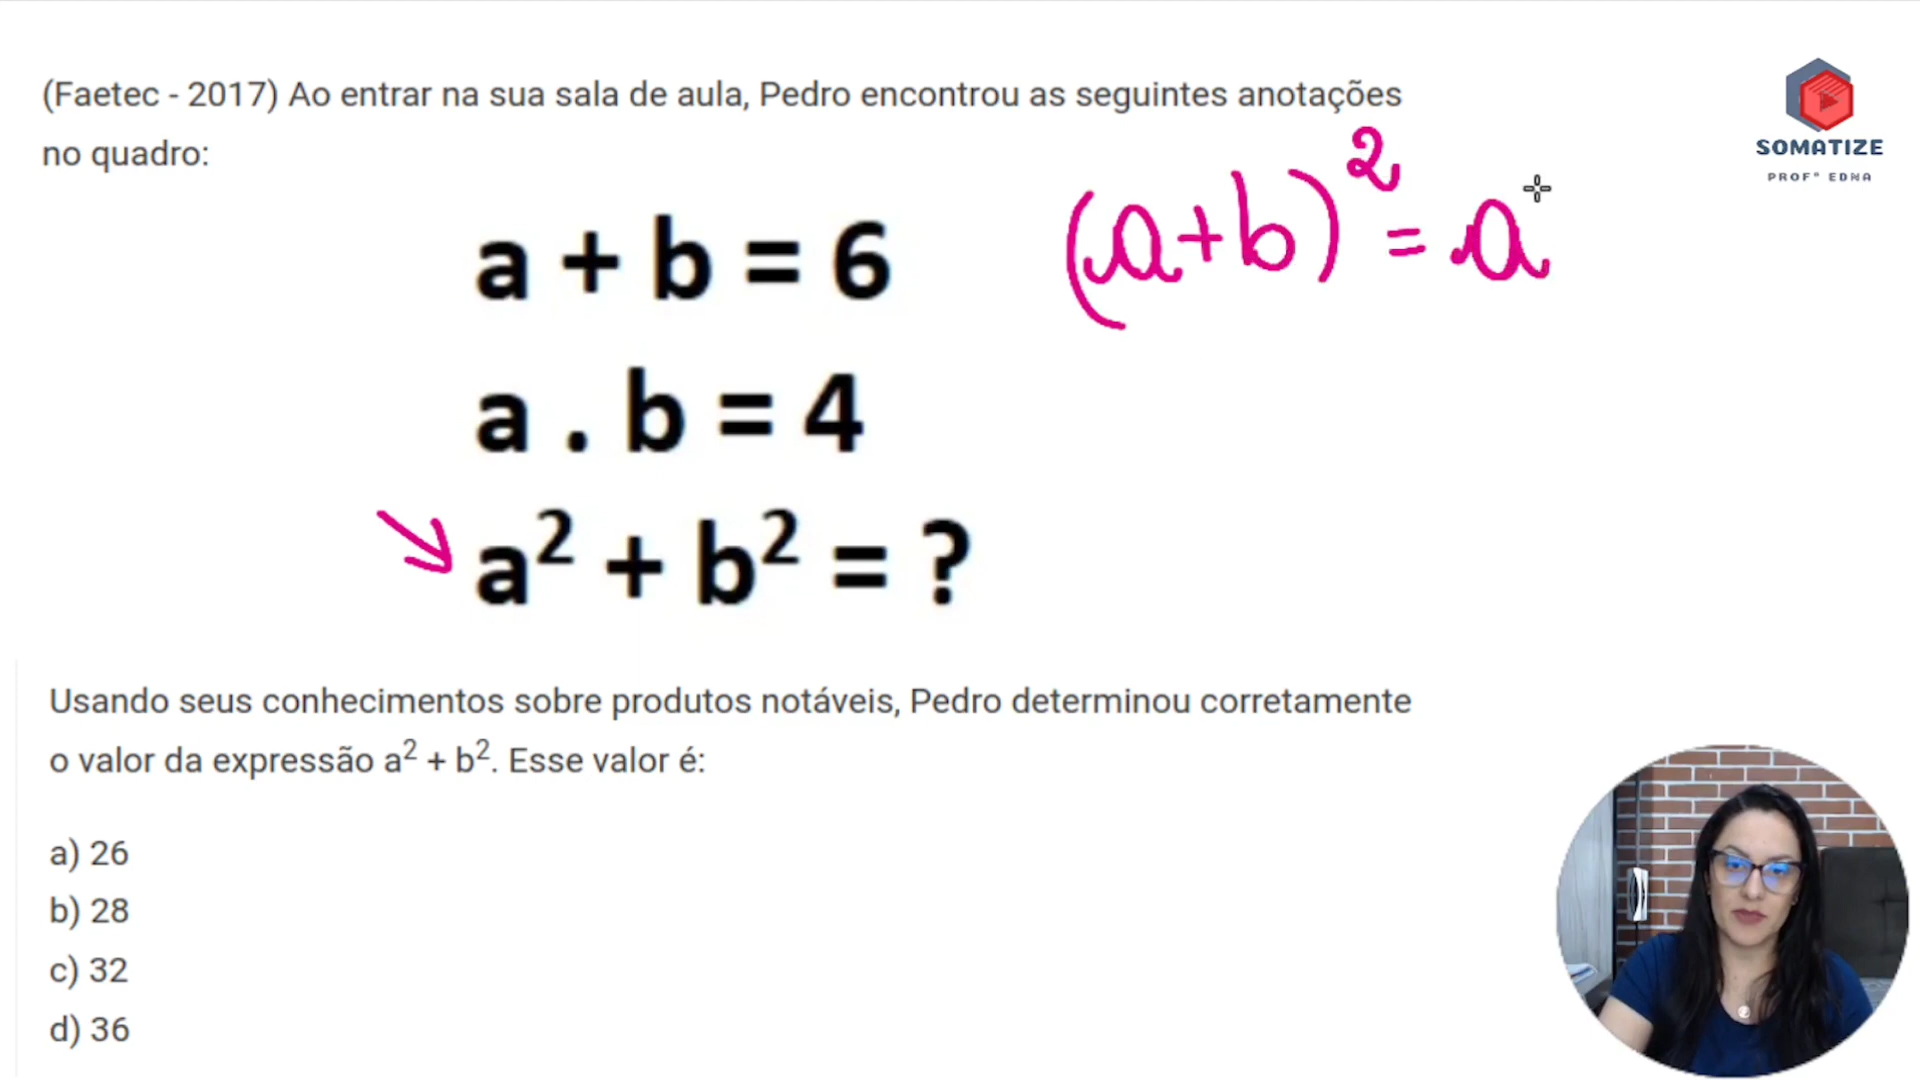 (Faetec - 2017) Ao entrar na sua sala de aula, Pedro encontrou as seguintes anotações
no quadro:
SOMATIZE
PROFª EDNA
(a+b)² = a
a + b = 6
a . b = 4
a² + b² = ?
Usando seus conhecimentos sobre produtos notáveis, Pedro determinou corretamente
o valor da expressão a² + b². Esse valor é:
a) 26
b) 28
c) 32
d) 36